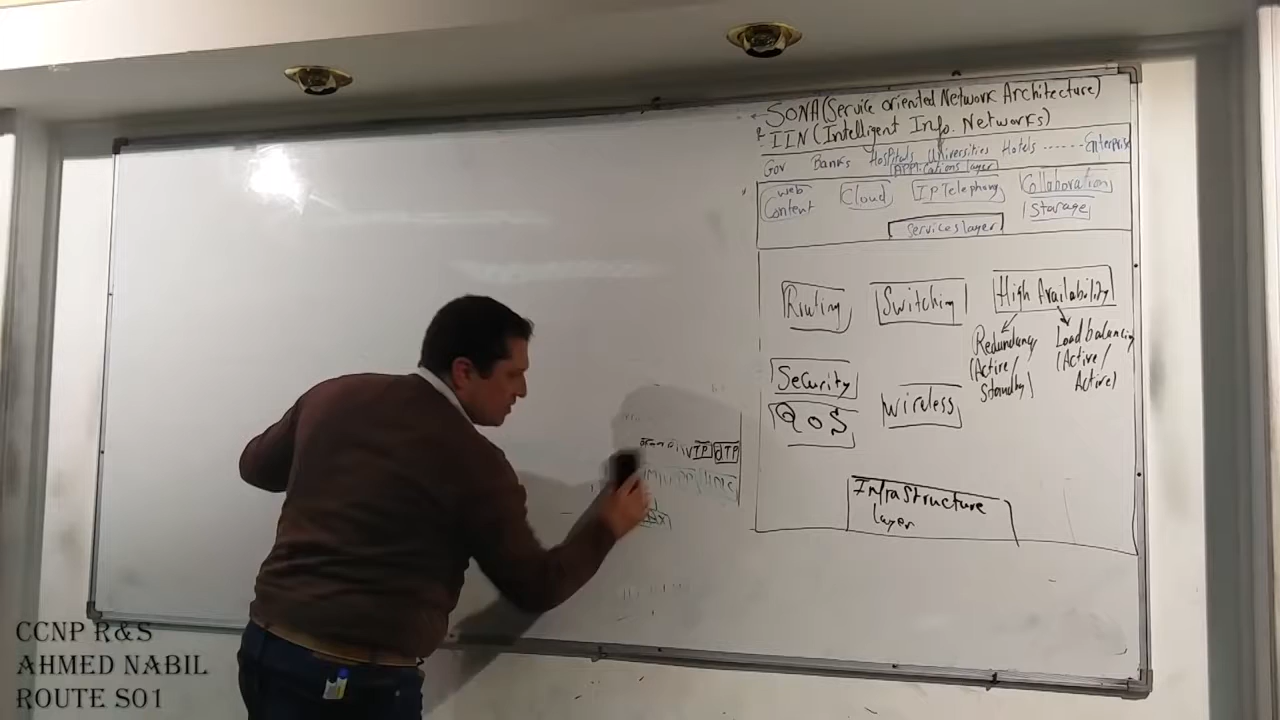 SONA (Service oriented Network Architecture)
& IIN (Intelligent Info. Networks)
Gov Banks Hospitals Universities Hotels ------ Enterprise
Applications layer
Web Content Cloud IP Telephony Collaboration
Storage
Services layer
Routing Switching High Availability
Redundancy Load balancing
(Active/ (Active/
Standby) Active)
Security Wireless
QoS
Infrastructure
layer
VTP DTP
CCNP R&S
AHMED NABIL
ROUTE S01